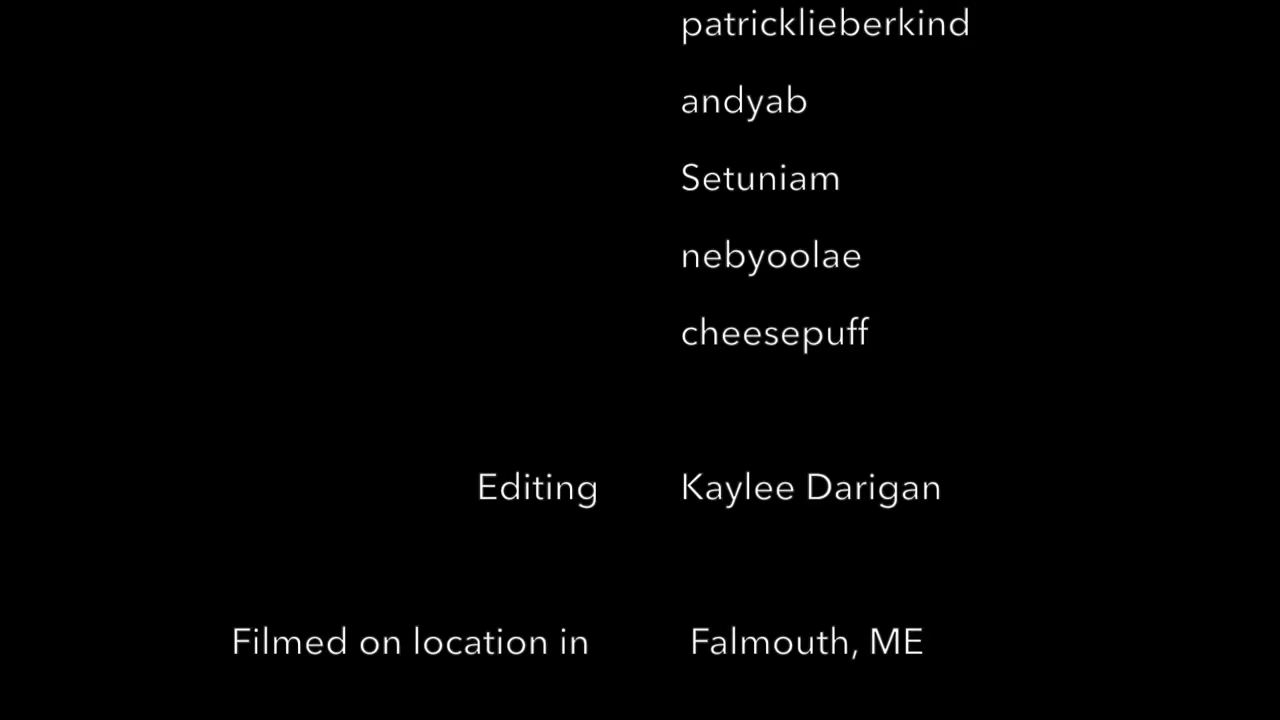 patricklieberkind
andyab
Setuniam
nebyoolae
cheesepuff
Editing Kaylee Darigan
Filmed on location in Falmouth, ME